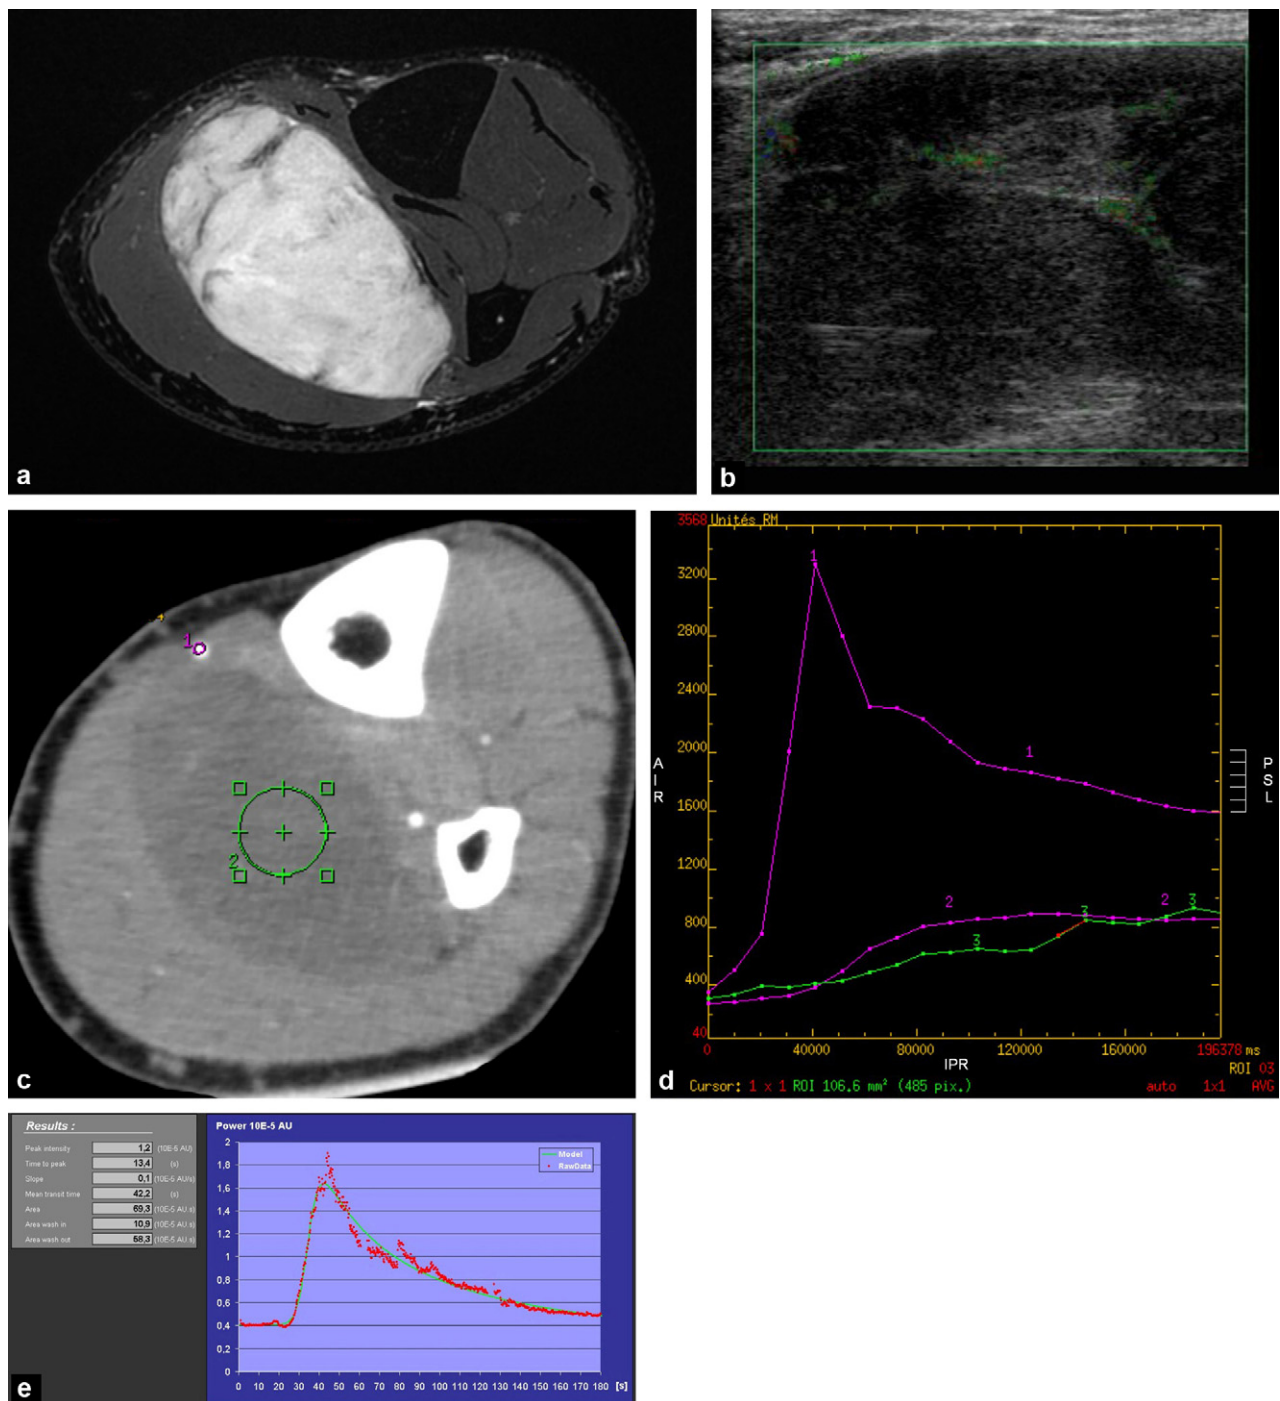 a
b
1
2
c
3568 Unités RM
3200
2800
2400
2000
1600
1200
800
400
40
1
1
2
2
3
3
3
A
I
R
P
S
L
0
40000
80000
120000
160000
196378 ms
IPR
ROI 03
Cursor: 1 x 1 ROI 106.6 mm² (485 pix.)
auto 1x1 AVG
d
Results :
Peak intensity 1,2 (10E-5 AU)
Time to peak 13,4 (s)
Slope 0,1 (10E-5 AU/s)
Mean transit time 42,2 (s)
Area 69,3 (10E-5 AU.s)
Area wash in 10,9 (10E-5 AU.s)
Area wash out 58,3 (10E-5 AU.s)
Power 10E-5 AU
Model
RawData
2
1,8
1,6
1,4
1,2
1
0,8
0,6
0,4
0,2
0
0 10 20 30 40 50 60 70 80 90 100 110 120 130 140 150 160 170 180 [s]
e